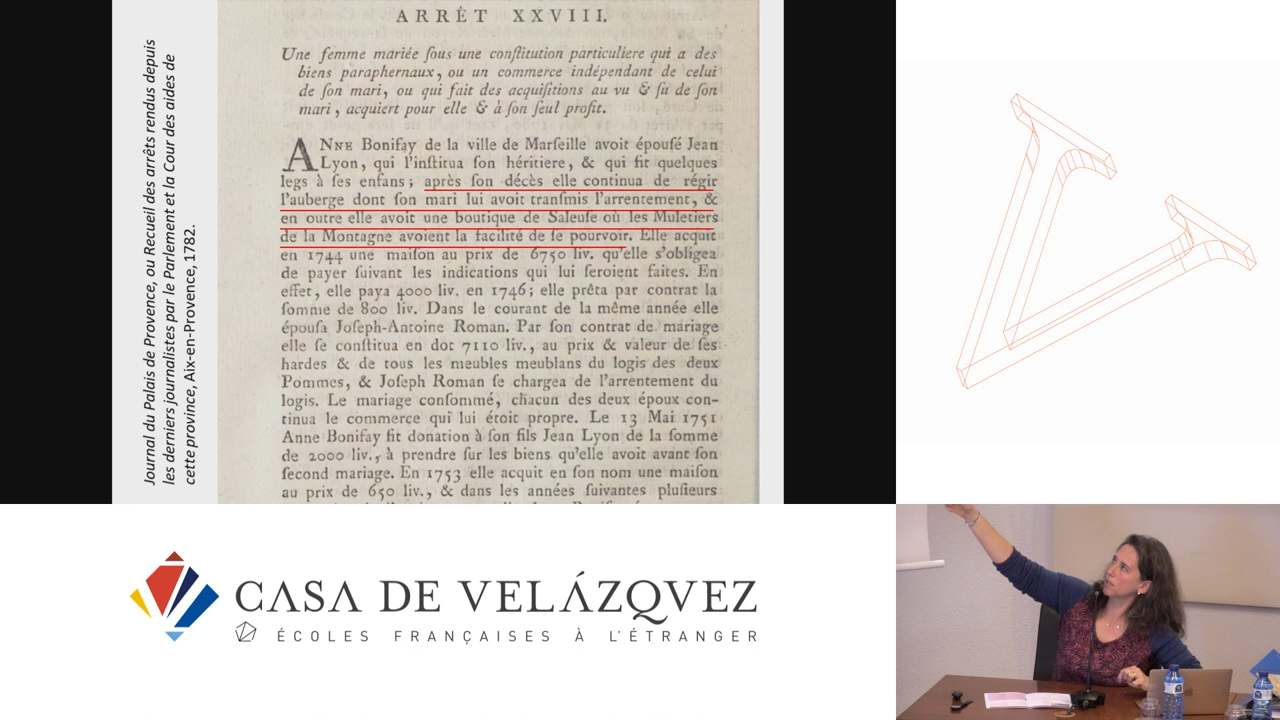 Journal du Palais de Provence, ou Recueil des arrêts rendus depuis
les derniers journalistes par le Parlement et la Cour des aides de
cette province, Aix-en-Provence, 1782.
ARRÊT XXVIII.
Une femme mariée ſous une conſtitution particuliere qui a des
biens paraphernaux, ou un commerce indépendant de celui
de ſon mari, ou qui fait des acquiſitions au vu & ſu de ſon
mari, acquiert pour elle & à ſon ſeul profit.
ANNE Bonifay de la ville de Marſeille avoit épouſé Jean
Lyon, qui l'inſtitua ſon héritiere, & qui fit quelques
legs à ſes enfans; après ſon décès elle continua de régir
l'auberge dont ſon mari lui avoit tranſmis l'arrentement, &
en outre elle avoit une boutique de Saleuſe où les Muletiers
de la Montagne avoient la facilité de ſe pourvoir. Elle acquit
en 1744 une maiſon au prix de 6750 liv. qu'elle s'obligea
de payer ſuivant les indications qui lui ſeroient faites. En
effet, elle paya 4000 liv. en 1746; elle prêta par contrat la
ſomme de 800 liv. Dans le courant de la même année elle
épouſa Joſeph-Antoine Roman. Par ſon contrat de mariage
elle ſe conſtitua en dot 7110 liv., au prix & valeur de ſes
hardes & de tous les meubles meublans du logis des deux
Pommes, & Joſeph Roman ſe chargea de l'arrentement du
logis. Le mariage conſommé, chacun des deux époux con-
tinua le commerce qui lui étoit propre. Le 13 Mai 1751
Anne Bonifay fit donation à ſon fils Jean Lyon de la ſomme
de 2000 liv., à prendre ſur les biens qu'elle avoit avant ſon
ſecond mariage. En 1753 elle acquit en ſon nom une maiſon
au prix de 650 liv., & dans les années ſuivantes pluſieurs
CASA DE VELÁZQVEZ
ÉCOLES FRANÇAISES À L'ÉTRANGER